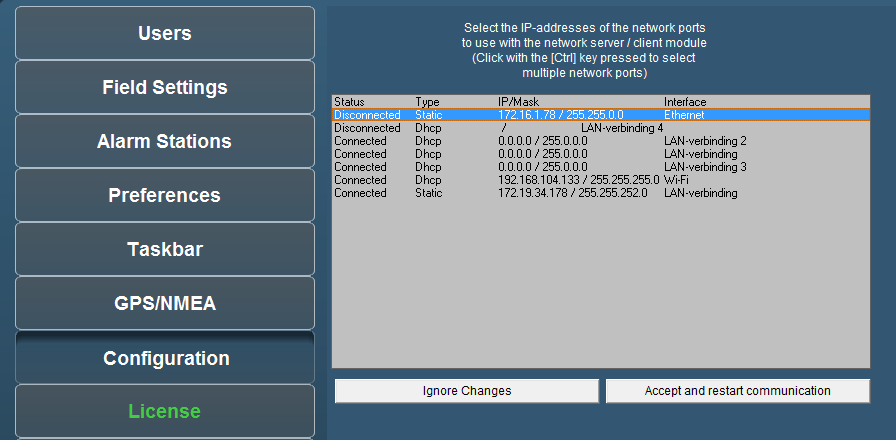 Users
Field Settings
Alarm Stations
Preferences
Taskbar
GPS/NMEA
Configuration
License
Select the IP-addresses of the network ports
to use with the network server / client module
(Click with the [Ctrl] key pressed to select
multiple network ports)
Status Type IP/Mask Interface
Disconnected Static 172.16.1.78 / 255.255.0.0 Ethernet
Disconnected Dhcp / LAN-verbinding 4
Connected Dhcp 0.0.0.0 / 255.0.0.0 LAN-verbinding 2
Connected Dhcp 0.0.0.0 / 255.0.0.0 LAN-verbinding
Connected Dhcp 0.0.0.0 / 255.0.0.0 LAN-verbinding 3
Connected Dhcp 192.168.104.133 / 255.255.255.0 Wi-Fi
Connected Static 172.19.34.178 / 255.255.252.0 LAN-verbinding
Ignore Changes
Accept and restart communication